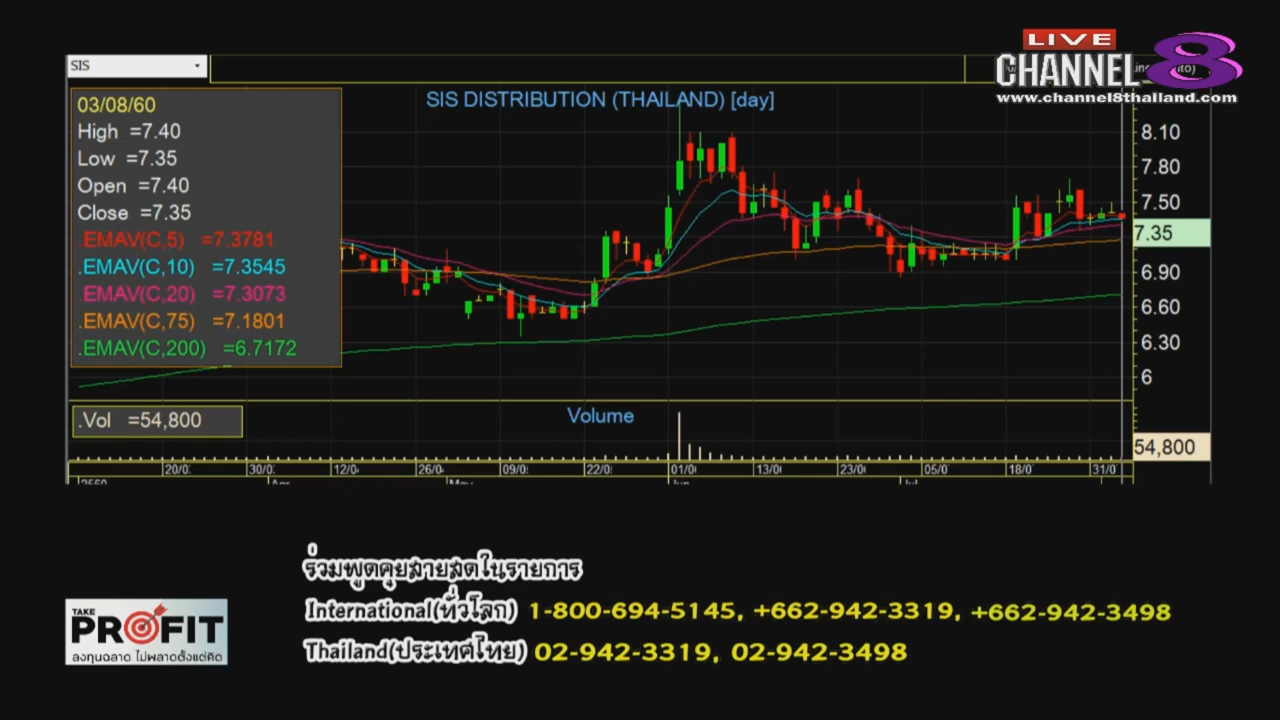 LIVE
CHANNEL 8
www.channel8thailand.com
SIS
SIS DISTRIBUTION (THAILAND) [day]
03/08/60
High =7.40
Low =7.35
Open =7.40
Close =7.35
.EMAV(C,5) =7.3781
.EMAV(C,10) =7.3545
.EMAV(C,20) =7.3073
.EMAV(C,75) =7.1801
.EMAV(C,200) =6.7172
8.10
7.80
7.50
7.35
6.90
6.60
6.30
6
.Vol =54,800
Volume
54,800
20/0 30/0 12/0 26/0 09/0 22/0 01/0 13/0 23/0 05/0 18/0 31/0
2560 Apr May Jun Jul
ร่วมพูดคุยสายสดในรายการ
International(ทั่วโลก) 1-800-694-5145, +662-942-3319, +662-942-3498
Thailand(ประเทศไทย) 02-942-3319, 02-942-3498
TAKE
PROFIT
ลงทุนฉลาด ไม่พลาดตั้งแต่คิด